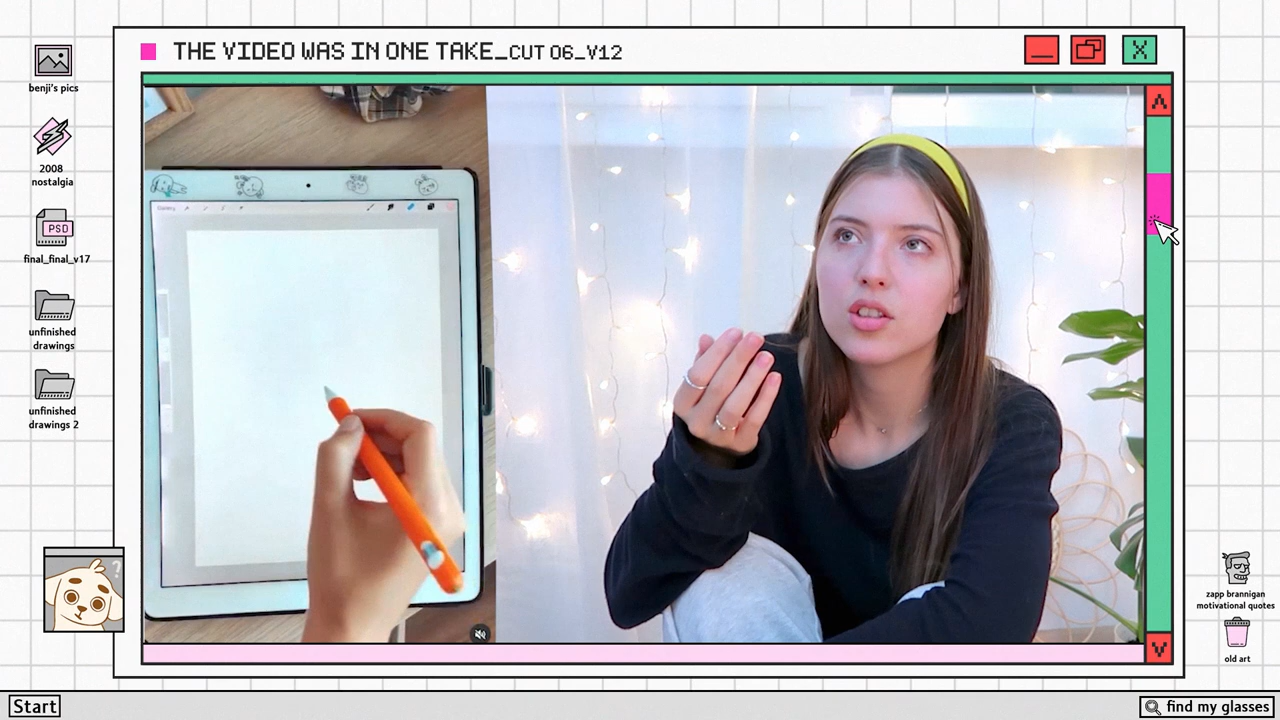 THE VIDEO WAS IN ONE TAKE_CUT 06_V12
X
benji's pics
2008
nostalgia
PSD
final_final_v17
unfinished
drawings
unfinished
drawings 2
?
zapp brannigan
motivational quotes
old art
Start
find my glasses